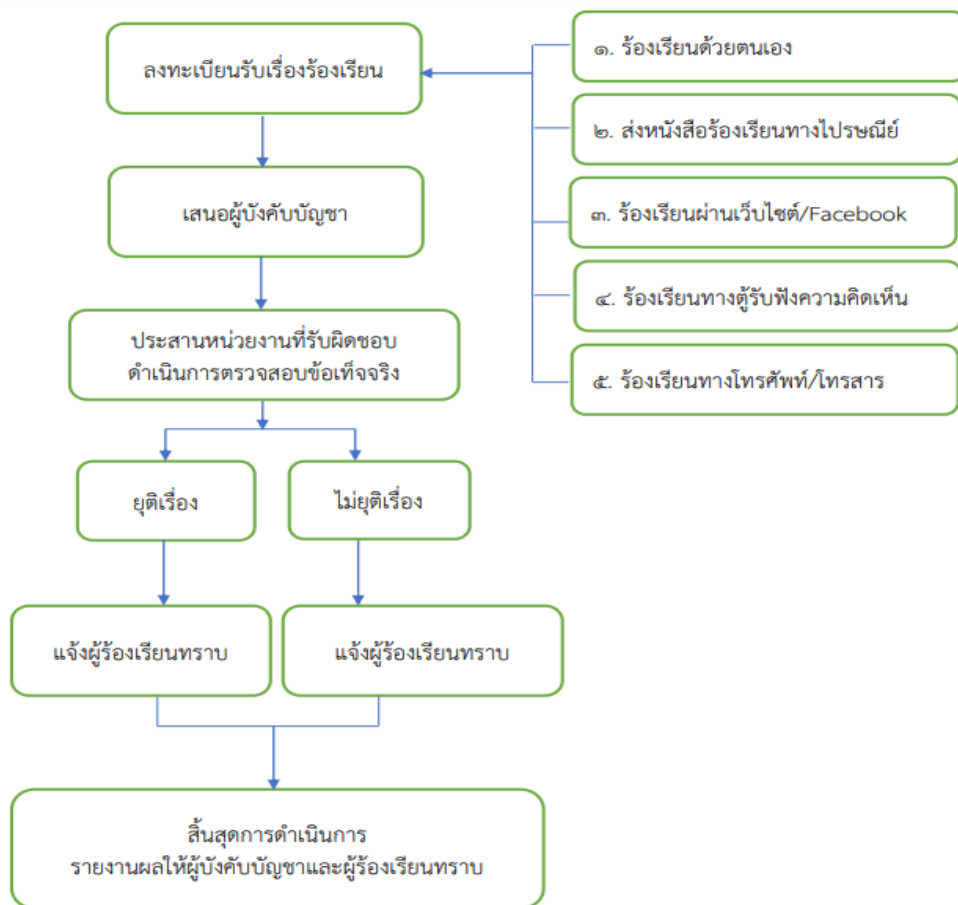 ลงทะเบียนรับเรื่องร้องเรียน
๑. ร้องเรียนด้วยตนเอง
๒. ส่งหนังสือร้องเรียนทางไปรษณีย์
๓. ร้องเรียนผ่านเว็บไซต์/Facebook
๔. ร้องเรียนทางตู้รับฟังความคิดเห็น
๕. ร้องเรียนทางโทรศัพท์/โทรสาร
เสนอผู้บังคับบัญชา
ประสานหน่วยงานที่รับผิดชอบ
ดำเนินการตรวจสอบข้อเท็จจริง
ยุติเรื่อง
ไม่ยุติเรื่อง
แจ้งผู้ร้องเรียนทราบ
แจ้งผู้ร้องเรียนทราบ
สิ้นสุดการดำเนินการ
รายงานผลให้ผู้บังคับบัญชาและผู้ร้องเรียนทราบ